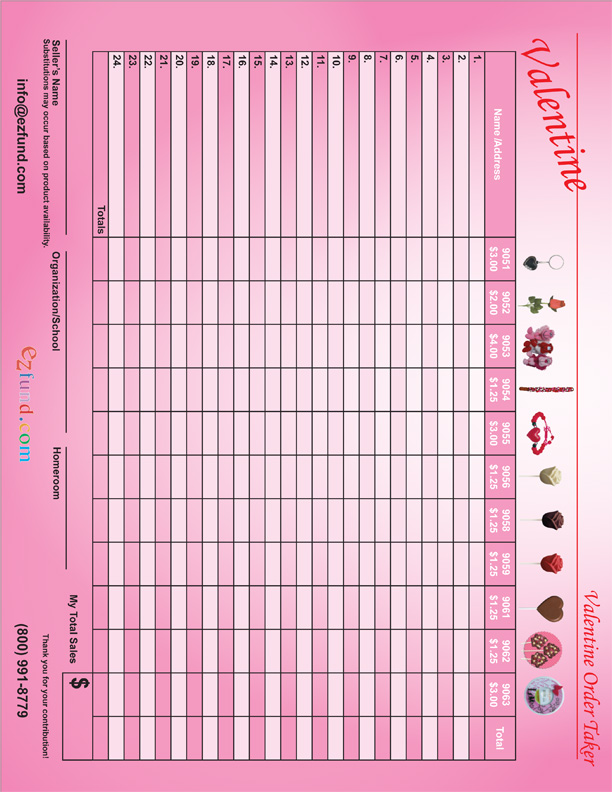 Valentine
Valentine Order Taker
Name /Address
9051 9052 9053 9054 9055 9056 9058 9059 9061 9062 9063 Total
$3.00 $2.00 $4.00 $1.25 $3.00 $1.25 $1.25 $1.25 $1.25 $1.25 $3.00
1.
2.
3.
4.
5.
6.
7.
8.
9.
10.
11.
12.
13.
14.
15.
16.
17.
18.
19.
20.
21.
22.
23.
24.
Totals
My Total Sales $
Seller's Name Organization/School Homeroom
Substitutions may occur based on product availability. Thank you for your contribution!
info@ezfund.com ezfund.com (800) 991-8779